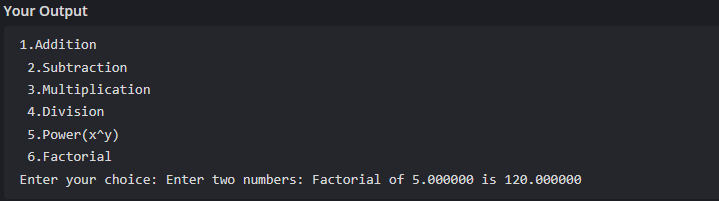 Your Output
1.Addition
2.Subtraction
3.Multiplication
4.Division
5.Power(x^y)
6.Factorial
Enter your choice: Enter two numbers: Factorial of 5.000000 is 120.000000